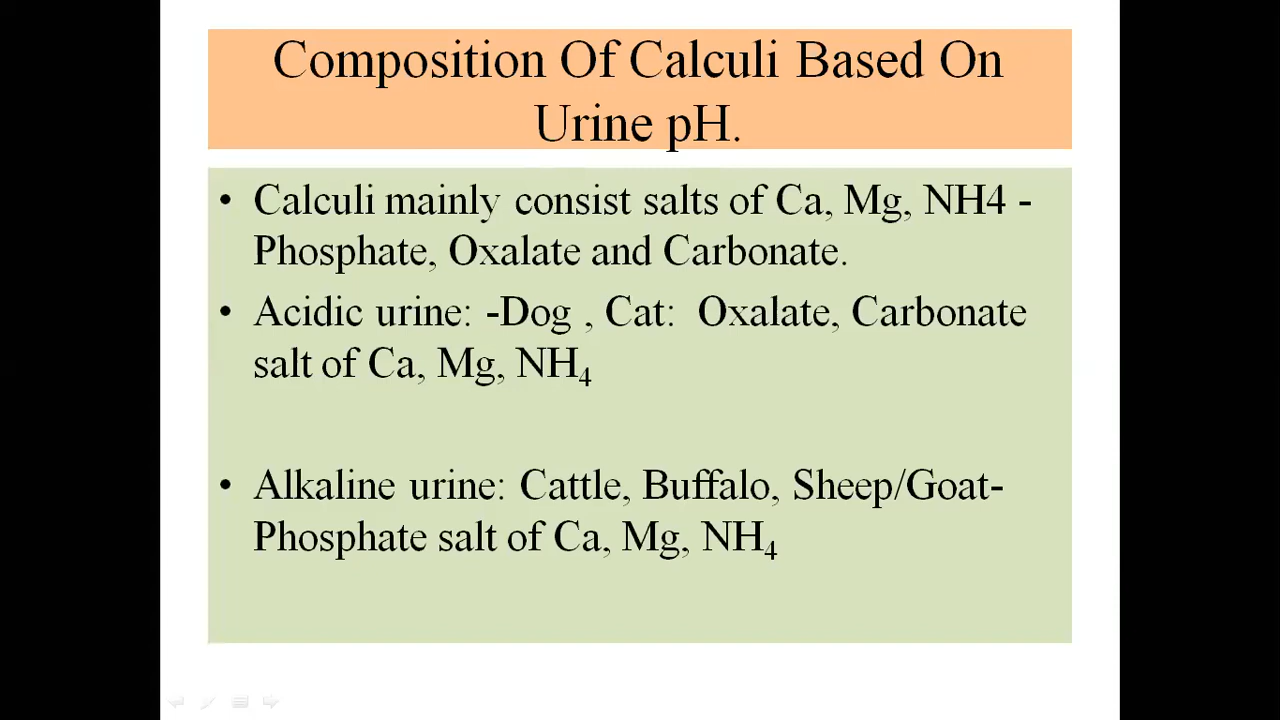 Composition Of Calculi Based On
Urine pH.
• Calculi mainly consist salts of Ca, Mg, NH4 -
Phosphate, Oxalate and Carbonate.
• Acidic urine: -Dog , Cat: Oxalate, Carbonate
salt of Ca, Mg, NH₄
• Alkaline urine: Cattle, Buffalo, Sheep/Goat-
Phosphate salt of Ca, Mg, NH₄